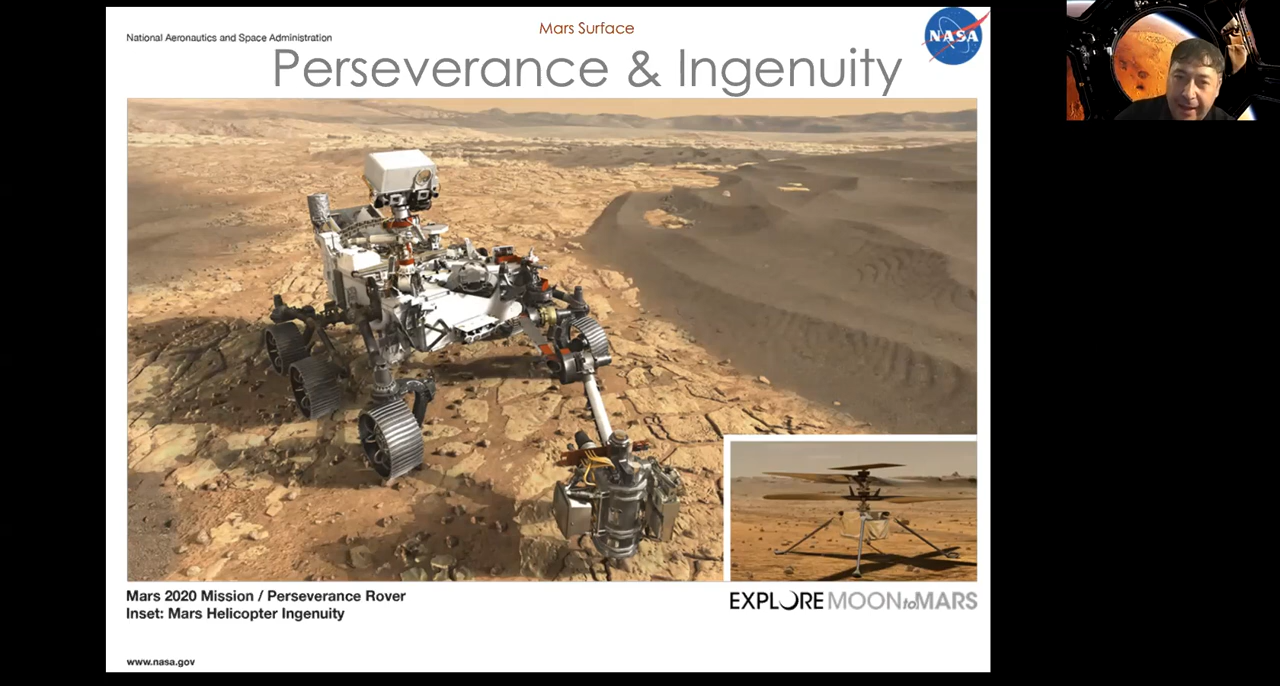 National Aeronautics and Space Administration
Mars Surface
NASA
Perseverance & Ingenuity
Mars 2020 Mission / Perseverance Rover
Inset: Mars Helicopter Ingenuity
EXPLORE MOON to MARS
www.nasa.gov